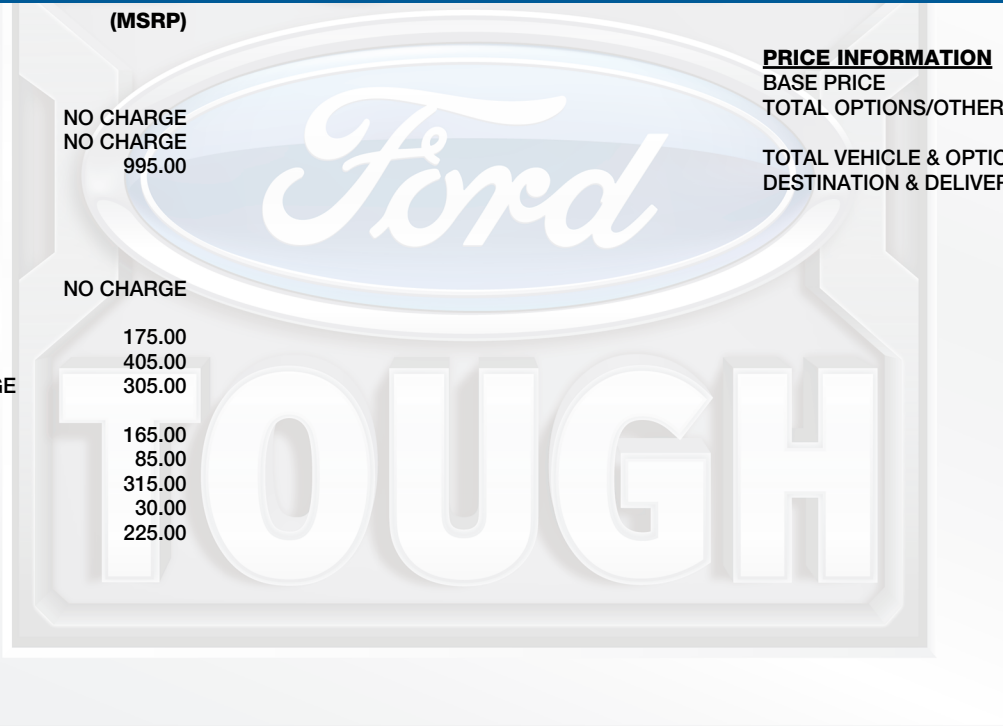 (MSRP)
NO CHARGE
NO CHARGE
995.00
NO CHARGE
175.00
405.00
GE 305.00
165.00
85.00
315.00
30.00
225.00
PRICE INFORMATION
BASE PRICE
TOTAL OPTIONS/OTHER
TOTAL VEHICLE & OPTIO
DESTINATION & DELIVER
Ford
TOUGH